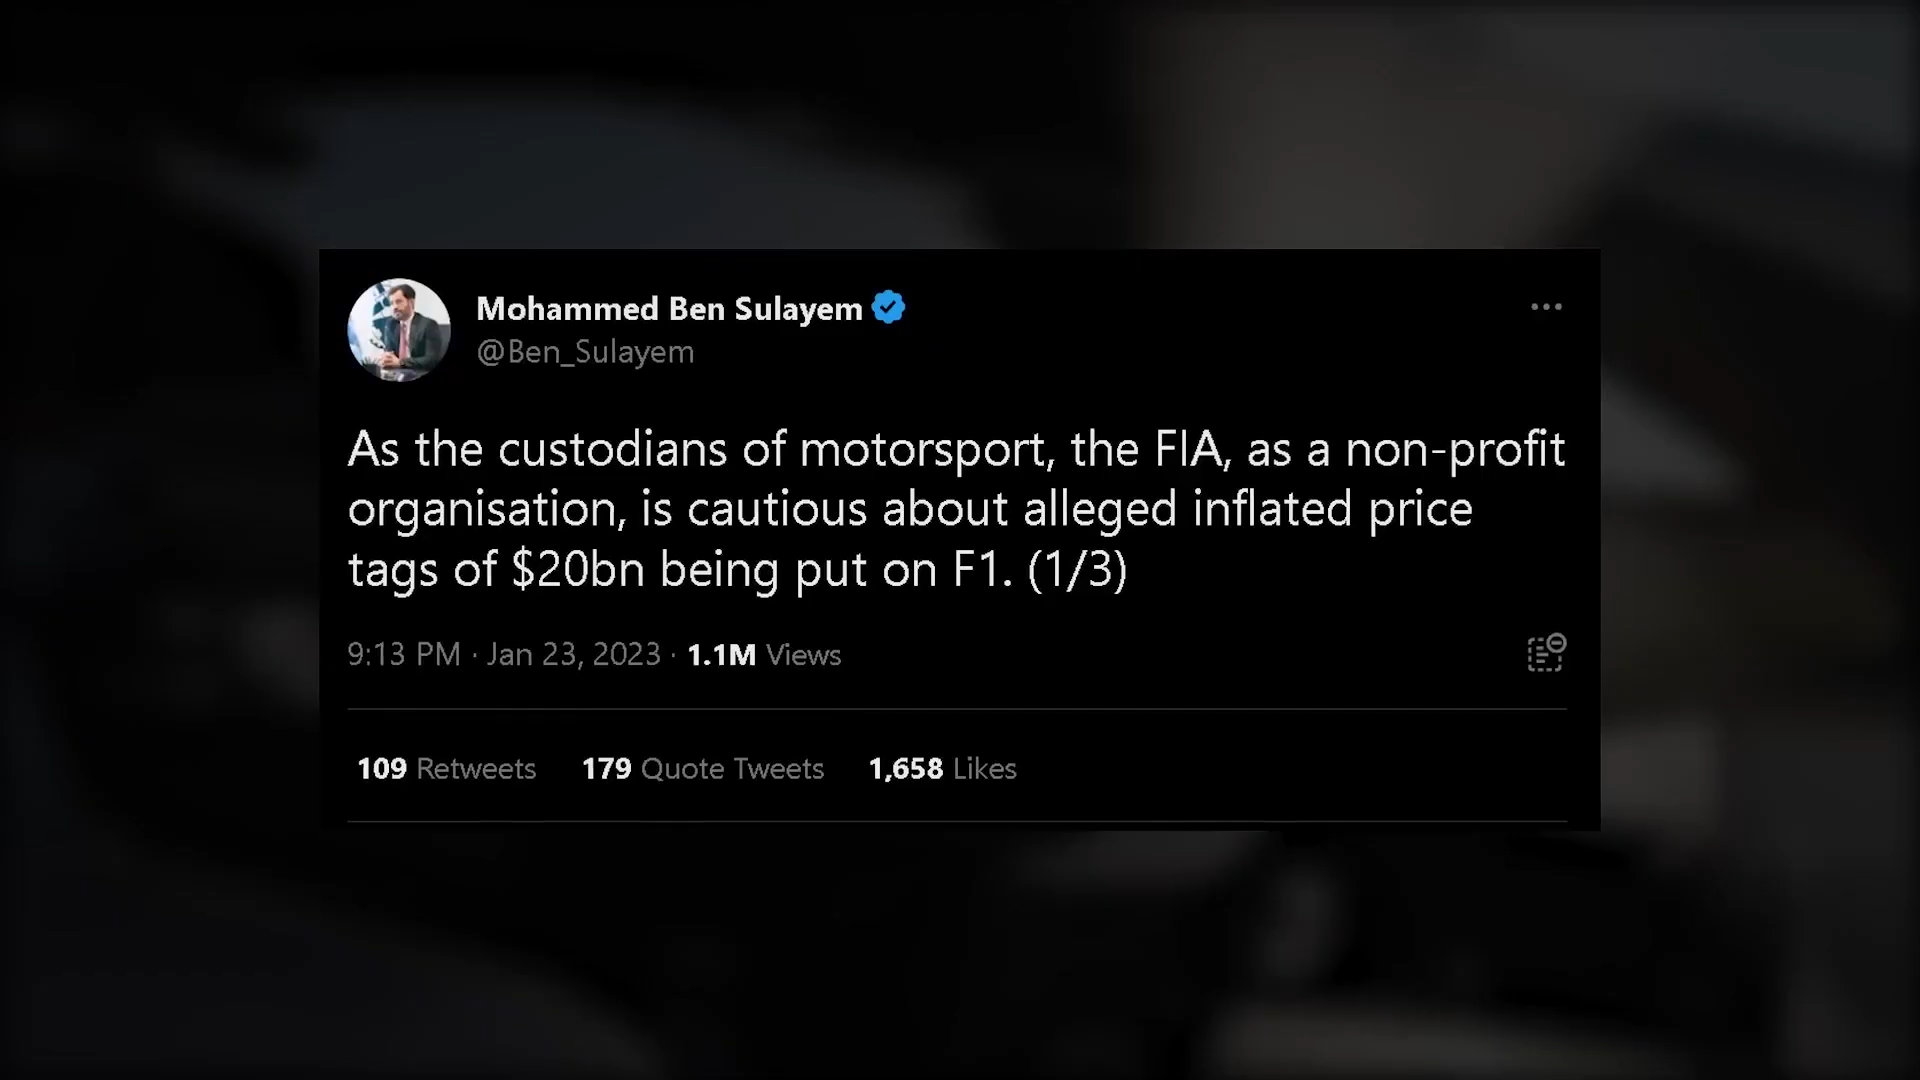 Mohammed Ben Sulayem
@Ben_Sulayem
As the custodians of motorsport, the FIA, as a non-profit
organisation, is cautious about alleged inflated price
tags of $20bn being put on F1. (1/3)
9:13 PM · Jan 23, 2023 · 1.1M Views
109 Retweets 179 Quote Tweets 1,658 Likes